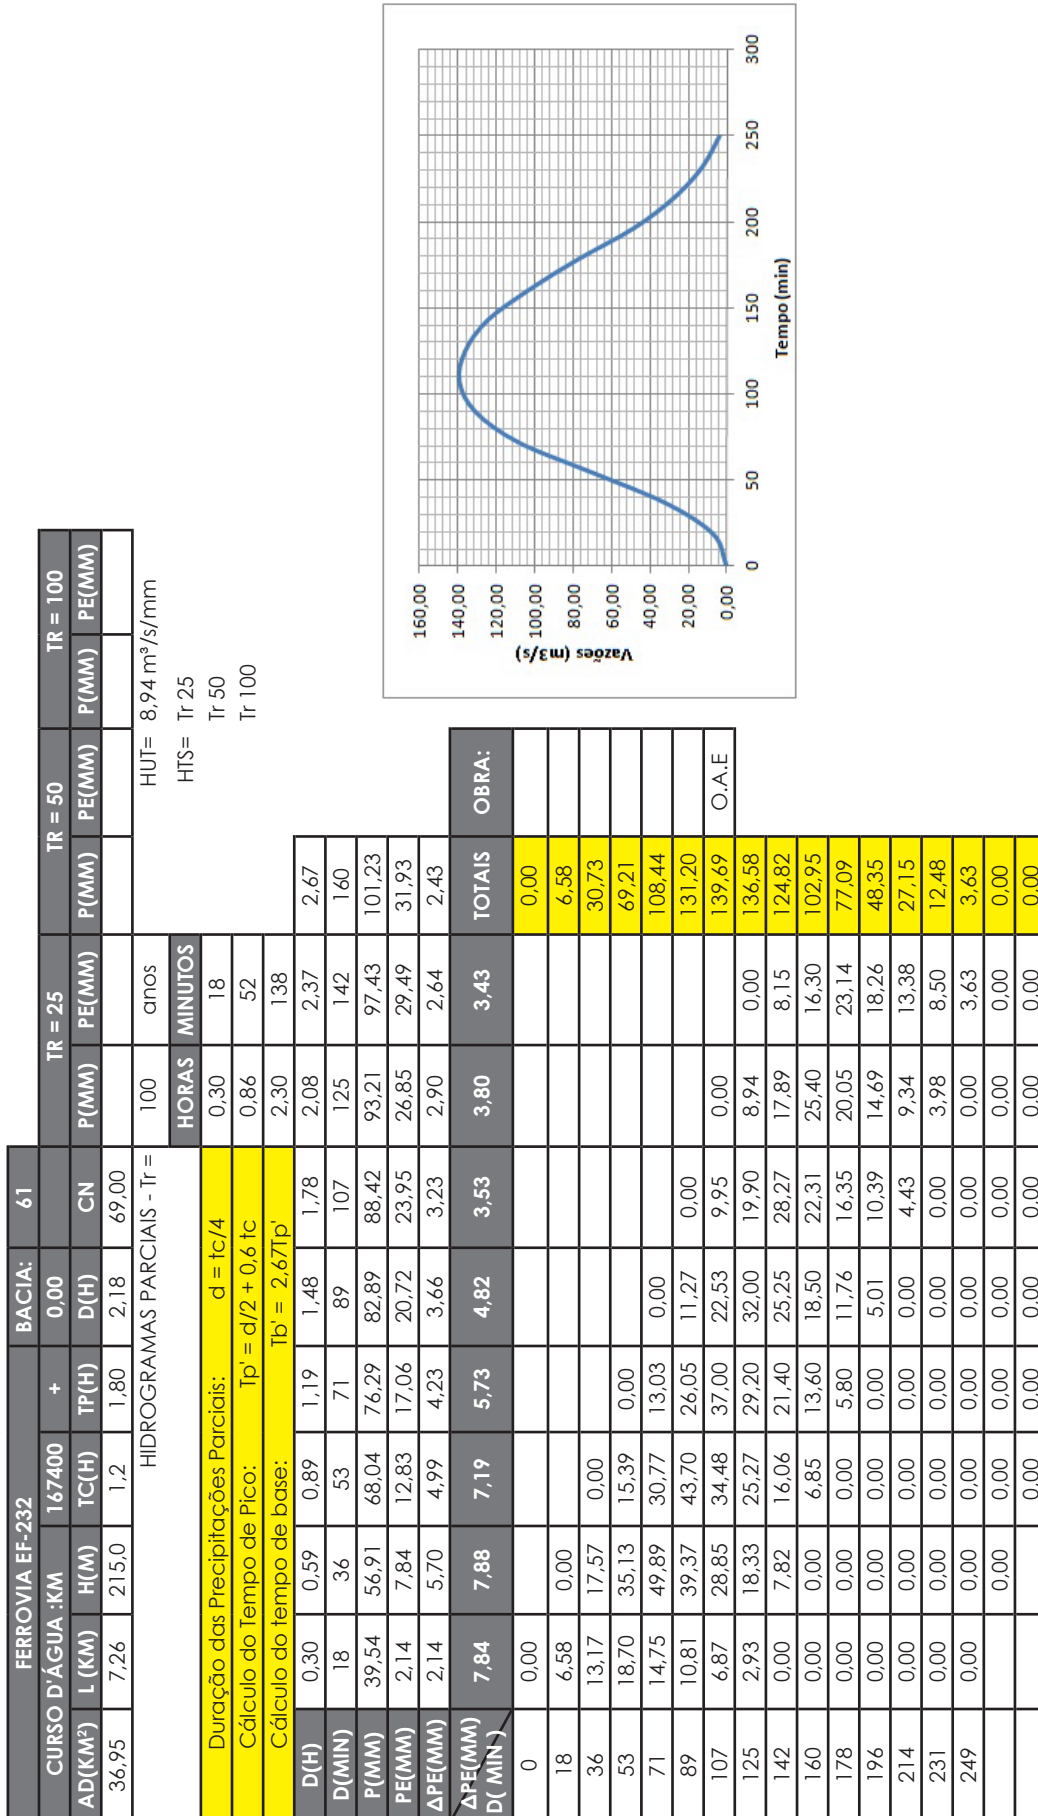 FERROVIA EF-232 BACIA: 61
CURSO D'ÁGUA :KM 167400 + 0,00 TR = 25 TR = 50 TR = 100
AD(KM²) L (KM) H(M) TC(H) TP(H) D(H) CN P(MM) PE(MM) P(MM) PE(MM) P(MM) PE(MM)
36,95 7,26 215,0 1,2 1,80 2,18 69,00
HIDROGRAMAS PARCIAIS - Tr = 100 anos HUT= 8,94 m³/s/mm
HORAS MINUTOS HTS= Tr 25
Duração das Precipitações Parciais: d = tc/4 0,30 18 Tr 50
Cálculo do Tempo de Pico: Tp' = d/2 + 0,6 tc 0,86 52 Tr 100
Cálculo do tempo de base: Tb' = 2,67Tp' 2,30 138
D(H) 0,30 0,59 0,89 1,19 1,48 1,78 2,08 2,37 2,67
D(MIN) 18 36 53 71 89 107 125 142 160
P(MM) 39,54 56,91 68,04 76,29 82,89 88,42 93,21 97,43 101,23
PE(MM) 2,14 7,84 12,83 17,06 20,72 23,95 26,85 29,49 31,93
ΔPE(MM) 2,14 5,70 4,99 4,23 3,66 3,23 2,90 2,64 2,43
ΔPE(MM) 7,84 7,88 7,19 5,73 4,82 3,53 3,80 3,43 TOTAIS OBRA:
D( MIN )
0 0,00 0,00
18 6,58 0,00 6,58
36 13,17 17,57 0,00 30,73
53 18,70 35,13 15,39 0,00 69,21
71 14,75 49,89 30,77 13,03 0,00 108,44
89 10,81 39,37 43,70 26,05 11,27 0,00 131,20
107 6,87 28,85 34,48 37,00 22,53 9,95 0,00 139,69 O.A.E
125 2,93 18,33 25,27 29,20 32,00 19,90 8,94 0,00 136,58
142 0,00 7,82 16,06 21,40 25,25 28,27 17,89 8,15 124,82
160 0,00 0,00 6,85 13,60 18,50 22,31 25,40 16,30 102,95
178 0,00 0,00 0,00 5,80 11,76 16,35 20,05 23,14 77,09
196 0,00 0,00 0,00 0,00 5,01 10,39 14,69 18,26 48,35
214 0,00 0,00 0,00 0,00 0,00 4,43 9,34 13,38 27,15
231 0,00 0,00 0,00 0,00 0,00 0,00 3,98 8,50 12,48
249 0,00 0,00 0,00 0,00 0,00 0,00 0,00 3,63 3,63
0,00 0,00 0,00 0,00 0,00 0,00 0,00 0,00
0,00 0,00 0,00 0,00 0,00 0,00 0,00
Vazões (m3/s)
160,00
140,00
120,00
100,00
80,00
60,00
40,00
20,00
0,00
0 50 100 150 200 250 300
Tempo (min)